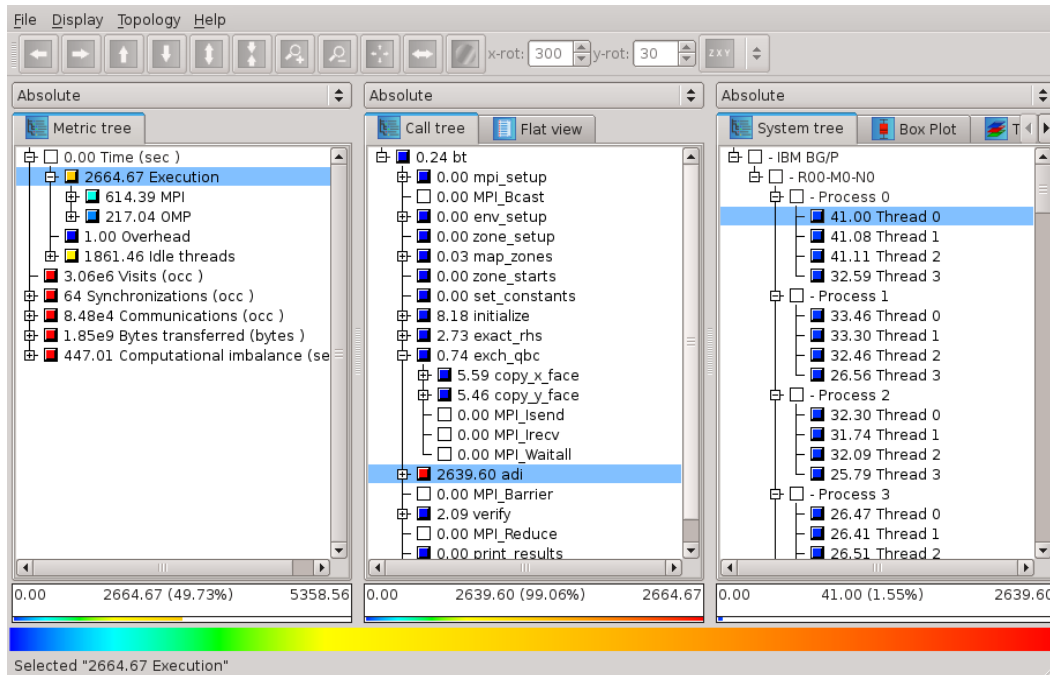 File Display Topology Help
x-rot: 300 y-rot: 30 ZXY
Absolute
Metric tree
0.00 Time (sec )
2664.67 Execution
614.39 MPI
217.04 OMP
1.00 Overhead
1861.46 Idle threads
3.06e6 Visits (occ )
64 Synchronizations (occ )
8.48e4 Communications (occ )
1.85e9 Bytes transferred (bytes )
447.01 Computational imbalance (se
0.00 2664.67 (49.73%) 5358.56
Absolute
Call tree Flat view
0.24 bt
0.00 mpi_setup
0.00 MPI_Bcast
0.00 env_setup
0.00 zone_setup
0.03 map_zones
0.00 zone_starts
0.00 set_constants
8.18 initialize
2.73 exact_rhs
0.74 exch_qbc
5.59 copy_x_face
5.46 copy_y_face
0.00 MPI_Isend
0.00 MPI_Irecv
0.00 MPI_Waitall
2639.60 adi
0.00 MPI_Barrier
2.09 verify
0.00 MPI_Reduce
0.00 print_results
0.00 2639.60 (99.06%) 2664.67
Absolute
System tree Box Plot T
- IBM BG/P
- R00-M0-N0
- Process 0
41.00 Thread 0
41.08 Thread 1
41.11 Thread 2
32.59 Thread 3
- Process 1
33.46 Thread 0
33.30 Thread 1
32.46 Thread 2
26.56 Thread 3
- Process 2
32.30 Thread 0
31.74 Thread 1
32.09 Thread 2
25.79 Thread 3
- Process 3
26.47 Thread 0
26.41 Thread 1
26.51 Thread 2
0.00 41.00 (1.55%) 2639.60
Selected "2664.67 Execution"